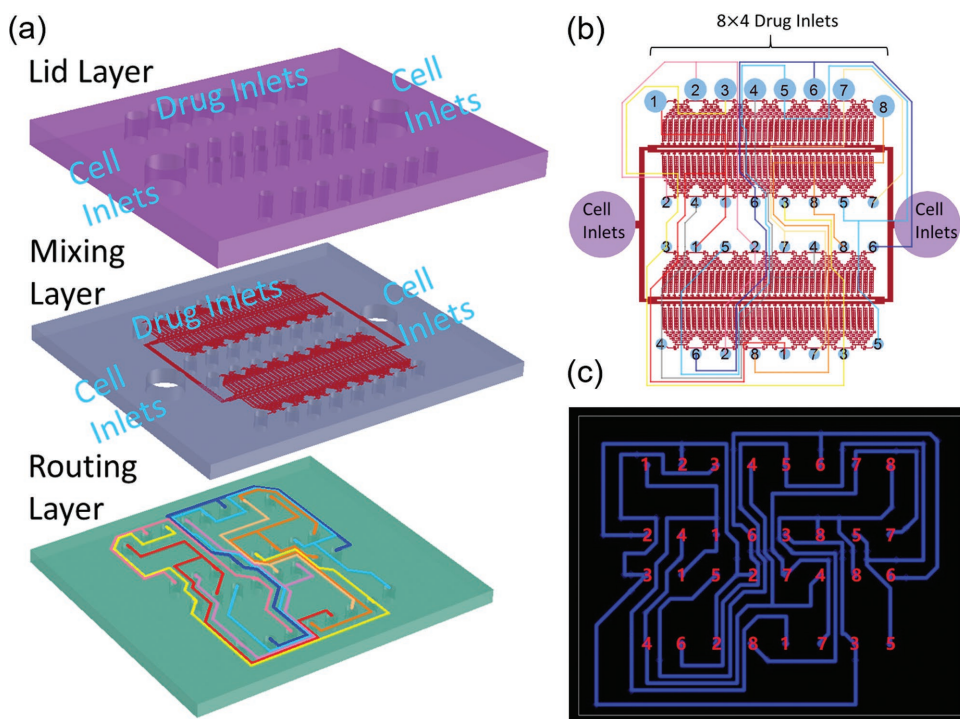 (a)
Lid Layer
Drug Inlets
Cell
Inlets
Cell
Inlets
Mixing
Layer
Drug Inlets
Cell
Inlets
Cell
Inlets
Routing
Layer
(b)
8×4 Drug Inlets
1 2 3 4 5 6 7 8
2 4 1 6 3 8 5 7
Cell
Inlets
Cell
Inlets
3 1 5 2 7 4 8 6
4 6 2 8 1 7 3 5
(c)
1 2 3 4 5 6 7 8
2 4 1 6 3 8 5 7
3 1 5 2 7 4 8 6
4 6 2 8 1 7 3 5